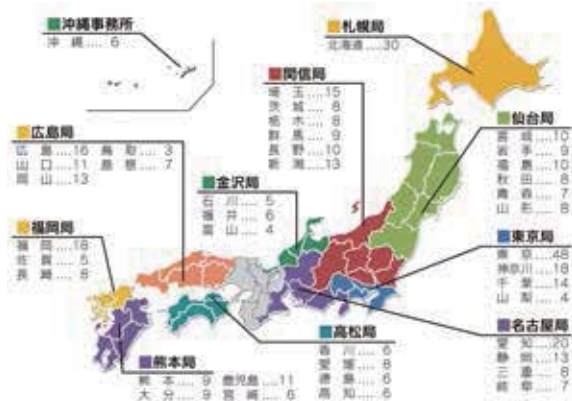 沖縄事務所
沖縄....6
札幌局
北海道....30
関信局
埼玉....15
茨城....8
栃木....8
群馬....9
長野....10
新潟....13
仙台局
宮城....10
岩手....9
福島....10
秋田....8
青森....7
山形....8
広島局
広島....16 鳥取....3
山口....11 島根....7
岡山....13
金沢局
石川....5
福井....6
富山....4
福岡局
福岡....18
佐賀....5
長崎....8
東京局
東京....48
神奈川....18
千葉....14
山梨....4
名古屋局
愛知....20
静岡....13
三重....8
岐阜....7
高松局
香川....6
愛媛....8
徳島....6
高知....6
熊本局
熊本....9 鹿児島....11
大分....9 宮崎....6